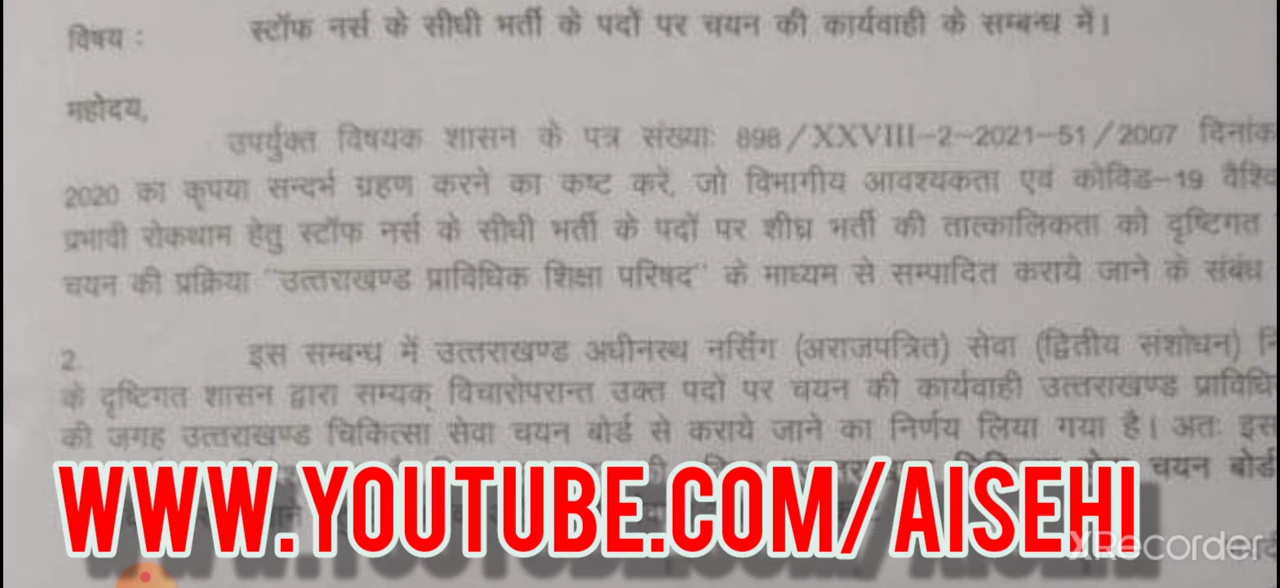 विषय : स्टॉफ नर्स के सीधी भर्ती के पदों पर चयन की कार्यवाही के सम्बन्ध में।
महोदय,
उपर्युक्त विषयक शासन के पत्र संख्याः 898/XXVIII-2-2021-51/2007 दिनांक
2020 का कृपया सन्दर्भ ग्रहण करने का कष्ट करें, जो विभागीय आवश्यकता एवं कोविड-19
प्रभावी रोकथाम हेतु स्टॉफ नर्स के सीधी भर्ती के पदों पर शीघ्र भर्ती की तात्कालिकता को दृष्टिगत
चयन की प्रक्रिया "उत्तराखण्ड प्राविधिक शिक्षा परिषद" के माध्यम से सम्पादित कराये जाने के संबंध
2. इस सम्बन्ध में उत्तराखण्ड अधीनस्थ नर्सिंग (अराजपत्रित) सेवा (द्वितीय संशोधन)
के दृष्टिगत शासन द्वारा सम्यक् विचारोपरान्त उक्त पदों पर चयन की कार्यवाही उत्तराखण्ड
की जगह उत्तराखण्ड चिकित्सा सेवा चयन बोर्ड से कराये जाने का निर्णय लिया गया है। अतः इस
चयन बोर्ड
WWW.YOUTUBE.COM/AISEHI
XRecorder